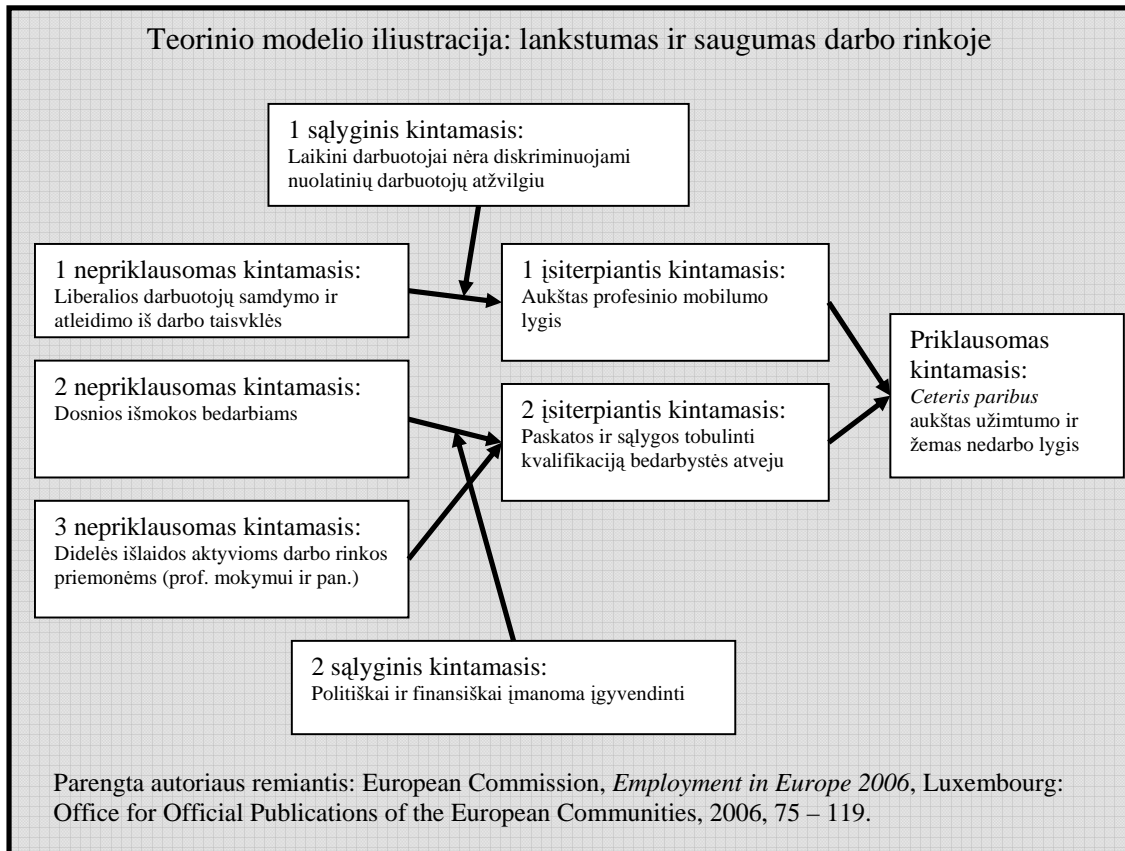 Teorinio modelio iliustracija: lankstumas ir saugumas darbo rinkoje
1 sąlyginis kintamasis:
Laikini darbuotojai nėra diskriminuojami
nuolatinių darbuotojų atžvilgiu
1 nepriklausomas kintamasis:
Liberalios darbuotojų samdymo ir
atleidimo iš darbo taisvklės
1 įsiterpiantis kintamasis:
Aukštas profesinio mobilumo
lygis
2 nepriklausomas kintamasis:
Dosnios išmokos bedarbiams
2 įsiterpiantis kintamasis:
Paskatos ir sąlygos tobulinti
kvalifikaciją bedarbystės atveju
Priklausomas
kintamasis:
Ceteris paribus
aukštas užimtumo ir
žemas nedarbo lygis
3 nepriklausomas kintamasis:
Didelės išlaidos aktyvioms darbo rinkos
priemonėms (prof. mokymui ir pan.)
2 sąlyginis kintamasis:
Politiškai ir finansiškai įmanoma įgyvendinti
Parengta autoriaus remiantis: European Commission, Employment in Europe 2006, Luxembourg:
Office for Official Publications of the European Communities, 2006, 75 – 119.